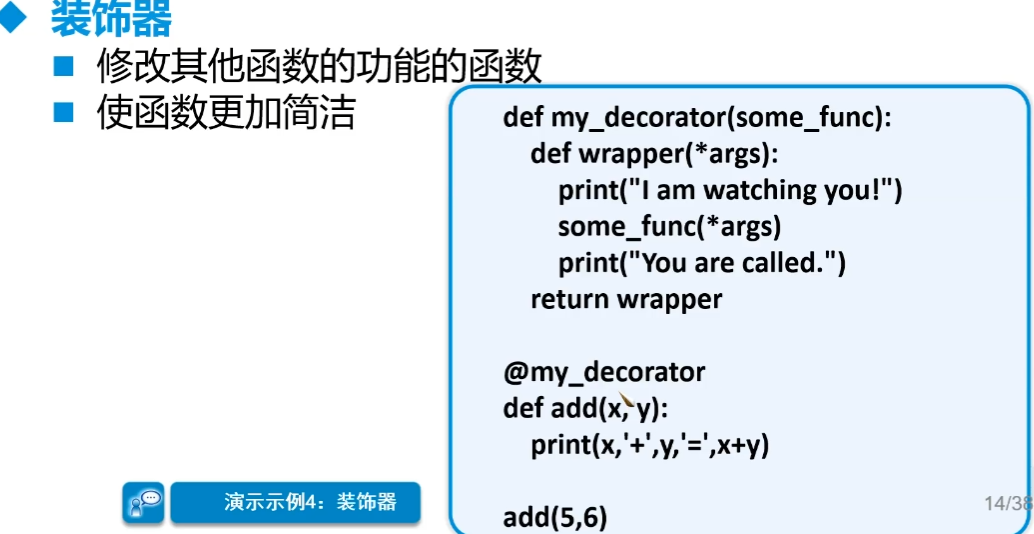 装饰器
修改其他函数的功能的函数
使函数更加简洁
def my_decorator(some_func):
def wrapper(*args):
print("I am watching you!")
some_func(*args)
print("You are called.")
return wrapper
@my_decorator
def add(x, y):
print(x,'+',y,'=',x+y)
add(5,6)
演示示例4：装饰器
14/38